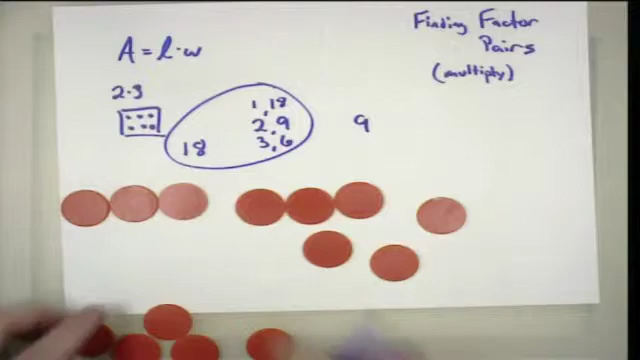 Finding Factor
Pairs
(multiply)
A = l·w
2·3
1,18
2,9
3,6
18
9